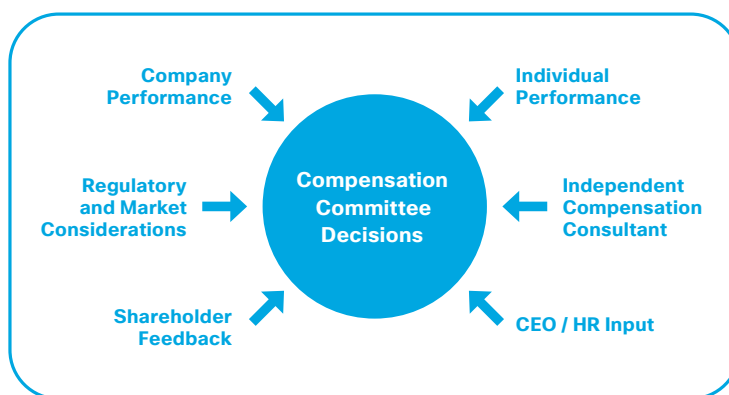 Company
Performance
Individual
Performance
Regulatory
and Market
Considerations
Compensation
Committee
Decisions
Independent
Compensation
Consultant
Shareholder
Feedback
CEO / HR Input